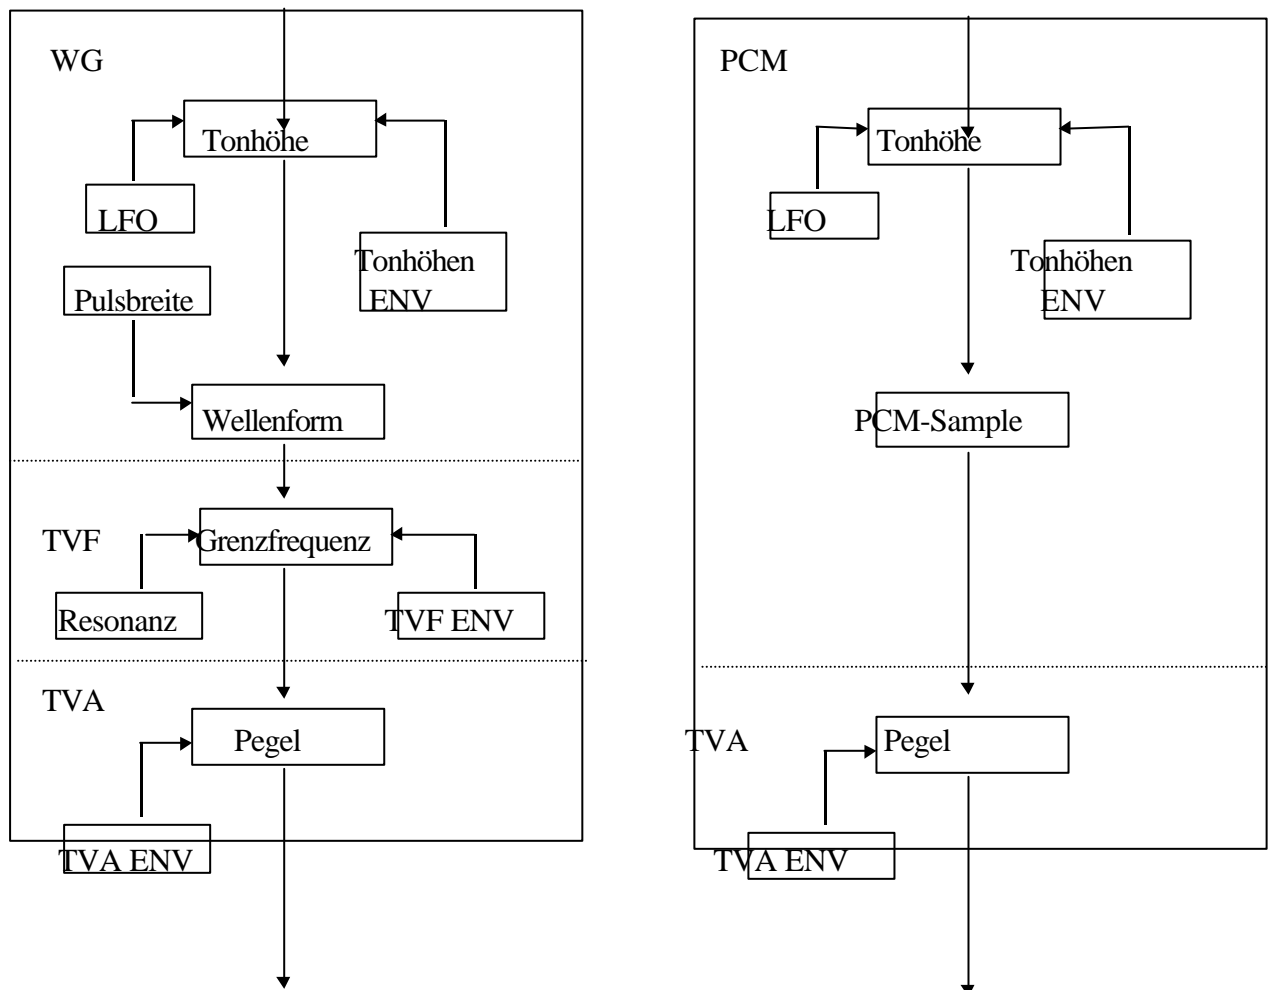 WG
Tonhöhe
LFO
Tonhöhen
ENV
Pulsbreite
Wellenform
TVF
Grenzfrequenz
Resonanz
TVF ENV
TVA
Pegel
TVA ENV
PCM
Tonhöhe
LFO
Tonhöhen
ENV
PCM-Sample
TVA
Pegel
TVA ENV